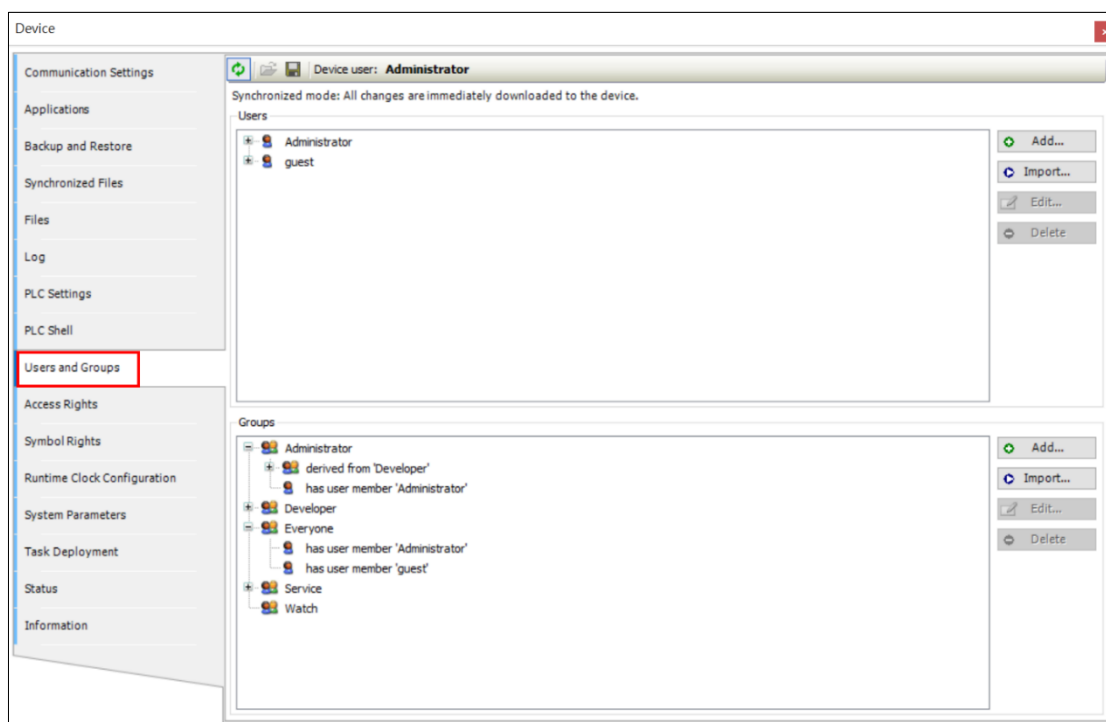 Device
Communication Settings
Applications
Backup and Restore
Synchronized Files
Files
Log
PLC Settings
PLC Shell
Users and Groups
Access Rights
Symbol Rights
Runtime Clock Configuration
System Parameters
Task Deployment
Status
Information
Device user: Administrator
Synchronized mode: All changes are immediately downloaded to the device.
Users
Administrator
guest
Add...
Import...
Edit...
Delete
Groups
Administrator
derived from 'Developer'
has user member 'Administrator'
Developer
Everyone
has user member 'Administrator'
has user member 'guest'
Service
Watch
Add...
Import...
Edit...
Delete